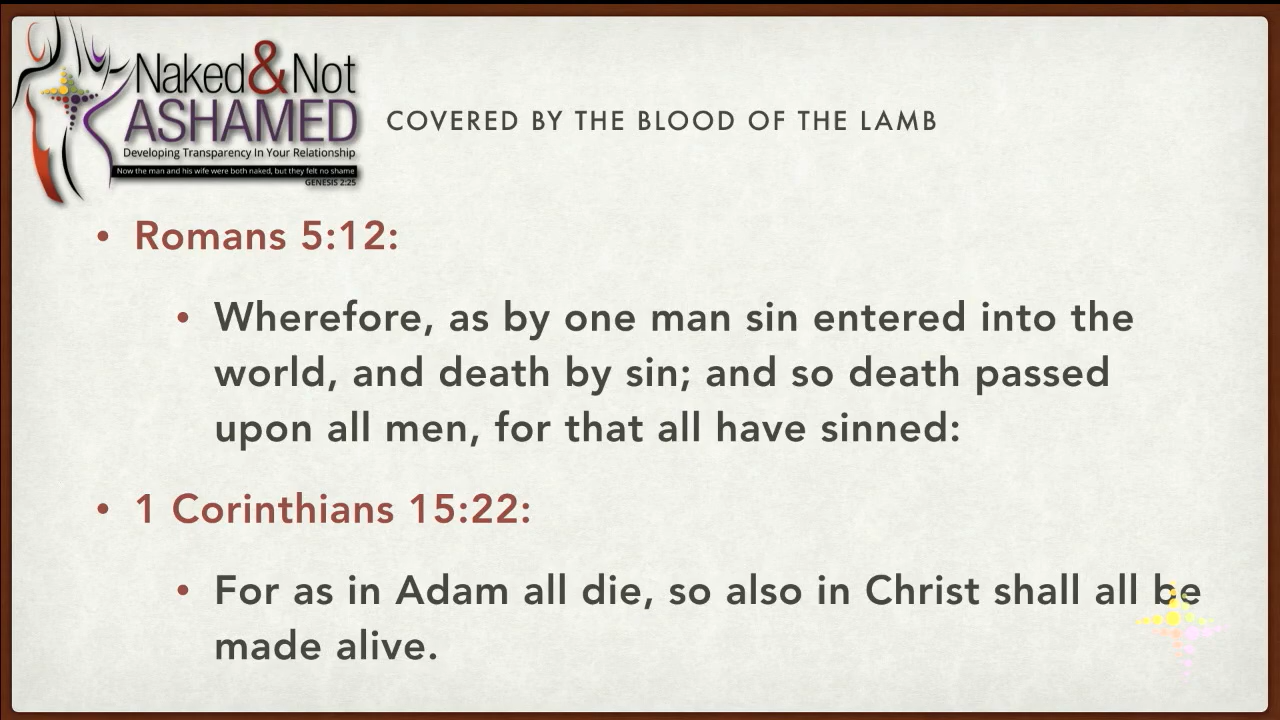 Naked&Not
ASHAMED
Developing Transparency In Your Relationship
Now the man and his wife were both naked, but they felt no shame
GENESIS 2:25
COVERED BY THE BLOOD OF THE LAMB
• Romans 5:12:
• Wherefore, as by one man sin entered into the
world, and death by sin; and so death passed
upon all men, for that all have sinned:
• 1 Corinthians 15:22:
• For as in Adam all die, so also in Christ shall all be
made alive.